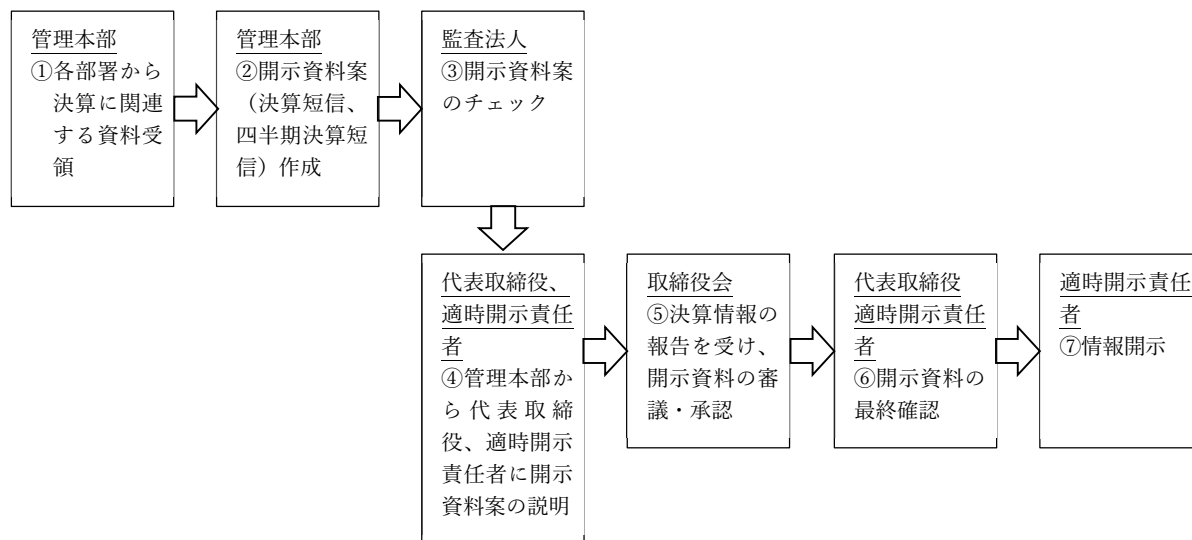 管理本部
①各部署から
決算に関連
する資料受
領
管理本部
②開示資料案
（決算短信、
四半期決算短
信）作成
監査法人
③開示資料案
のチェック
代表取締役、
適時開示責任
者
④管理本部か
ら代表取締
役、適時開示
責任者に開示
資料案の説明
取締役会
⑤決算情報の
報告を受け、
開示資料の審
議・承認
代表取締役
適時開示責任
者
⑥開示資料の
最終確認
適時開示責任
者
⑦情報開示